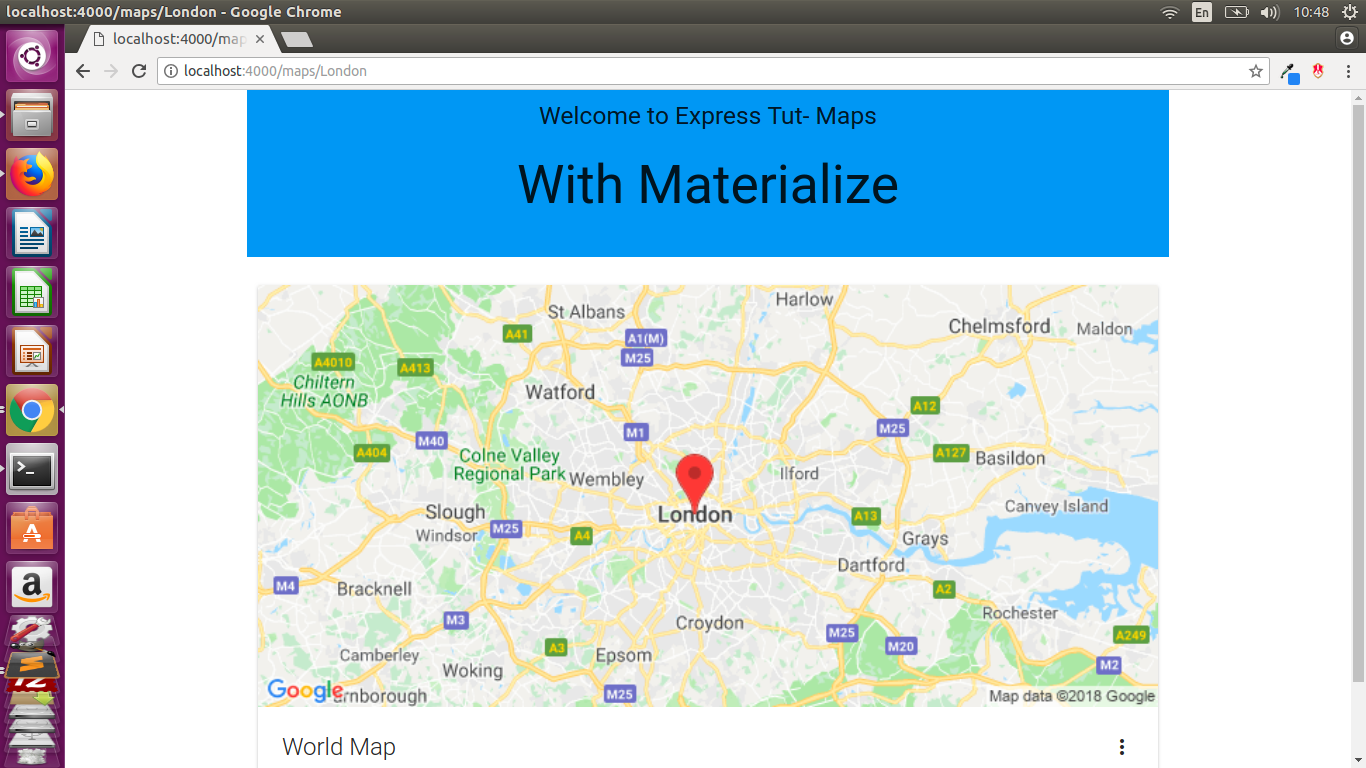 localhost:4000/maps/London - Google Chrome
En
10:48
localhost:4000/map
localhost:4000/maps/London
Welcome to Express Tut- Maps
With Materialize
Harlow
St Albans
Chelmsford
Maldon
A41
A1(M)
M25
A4010
A413
Chiltern
Hills AONB
Watford
A12
M25
M1
M40
A404
A127
Colne Valley
Regional Park
Basildon
Wembley
Ilford
Canvey Island
Slough
London
A13
M25
Windsor
A4
Grays
Dartford
M4
Bracknell
A2
Rochester
M3
Croydon
M25
A249
A3
M20
Camberley
Epsom
M2
Woking
M25
Google
arnborough
Map data ©2018 Google
World Map